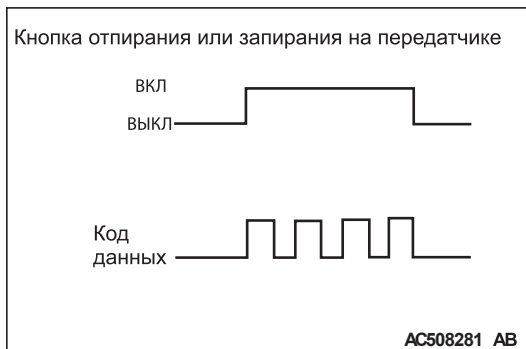 Кнопка отпирания или запирания на передатчике
ВКЛ
ВЫКЛ
Код
данных
AC508281 AB